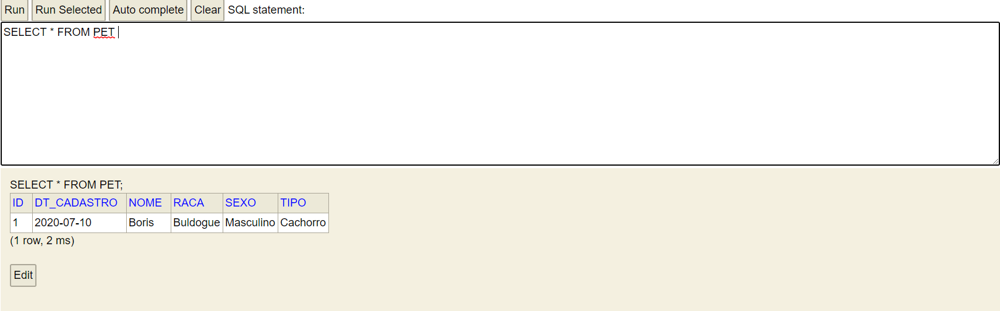 Run Run Selected Auto complete Clear SQL statement:
SELECT * FROM PET
SELECT * FROM PET;
ID DT_CADASTRO NOME RACA SEXO TIPO
1 2020-07-10 Boris Buldogue Masculino Cachorro
(1 row, 2 ms)
Edit